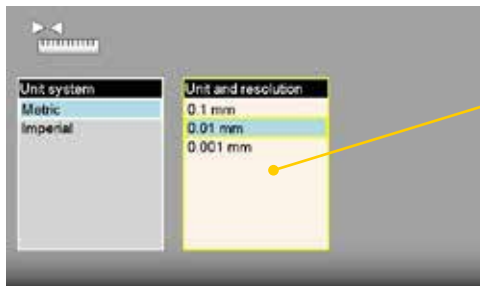 Unit system
Metric
Imperial
Unit and resolution
0.1 mm
0.01 mm
0.001 mm